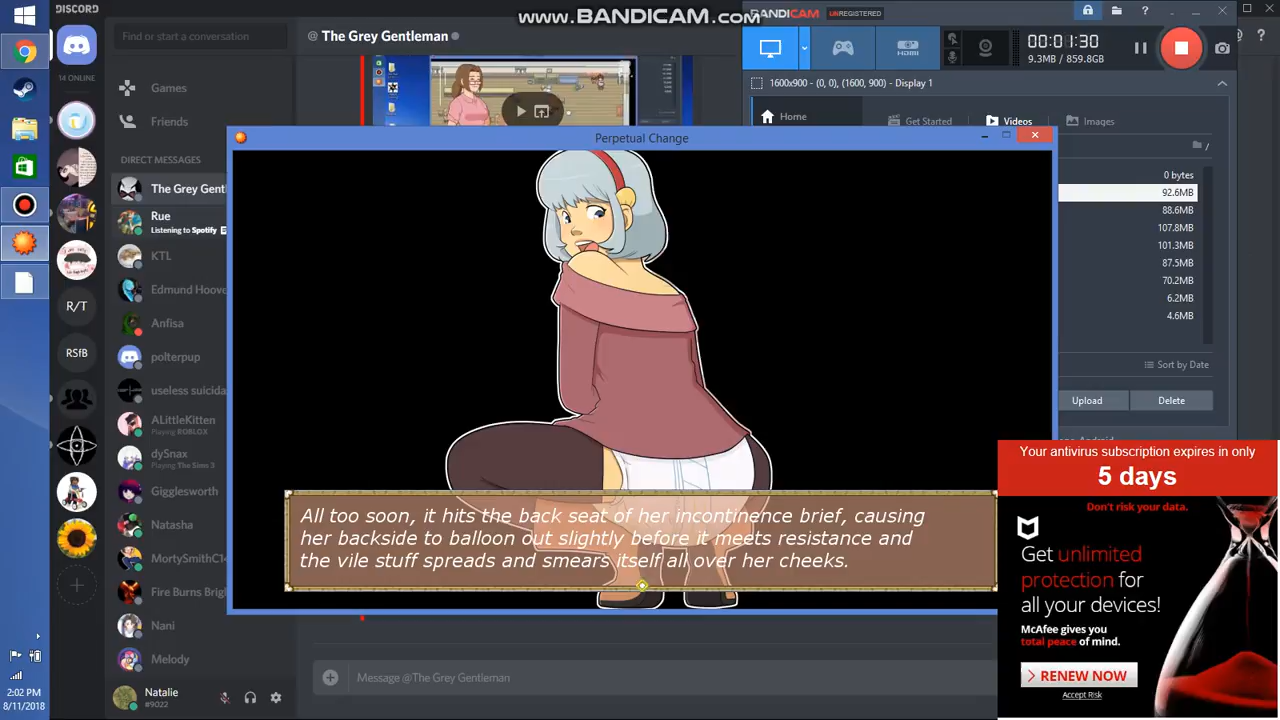 www.BANDICAM.com
DISCORD
Find or start a conversation
@ The Grey Gentleman
BANDICAM UNREGISTERED
HDMI
00:01:30
9.3MB / 859.8GB
1600x900 - (0, 0), (1600, 900) - Display 1
Home
Get Started
Videos
Images
/
14 ONLINE
Games
Friends
DIRECT MESSAGES
The Grey Gentl
Rue
Listening to Spotify
KTL
Edmund Hoove
Anfisa
R/T
polterpup
RSfB
useless suicida
ALittleKitten
Playing ROBLOX
dySnax
Playing The Sims 3
Gigglesworth
Natasha
MortySmithC1
Fire Burns Brigh
Nani
Melody
Natalie
#9022
2:02 PM
8/11/2018
Perpetual Change
0 bytes
92.6MB
88.6MB
107.8MB
101.3MB
87.5MB
70.2MB
6.2MB
4.6MB
Sort by Date
Upload
Delete
All too soon, it hits the back seat of her incontinence brief, causing
her backside to balloon out slightly before it meets resistance and
the vile stuff spreads and smears itself all over her cheeks.
Message @The Grey Gentleman
Your antivirus subscription expires in only
5 days
Don't risk your data.
Get unlimited
protection for
all your devices!
McAfee gives you
total peace of mind.
> RENEW NOW
Accept Risk